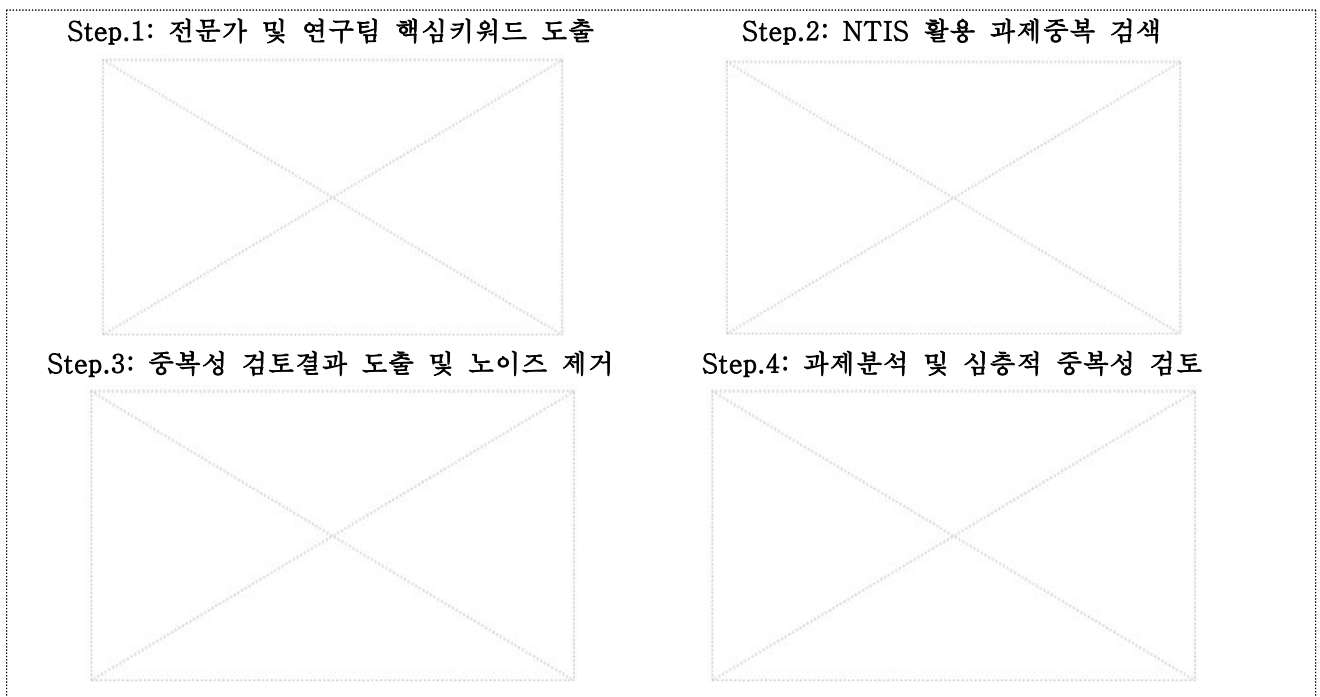 Step.1: 전문가 및 연구팀 핵심키워드 도출
Step.2: NTIS 활용 과제중복 검색
Step.3: 중복성 검토결과 도출 및 노이즈 제거
Step.4: 과제분석 및 심층적 중복성 검토